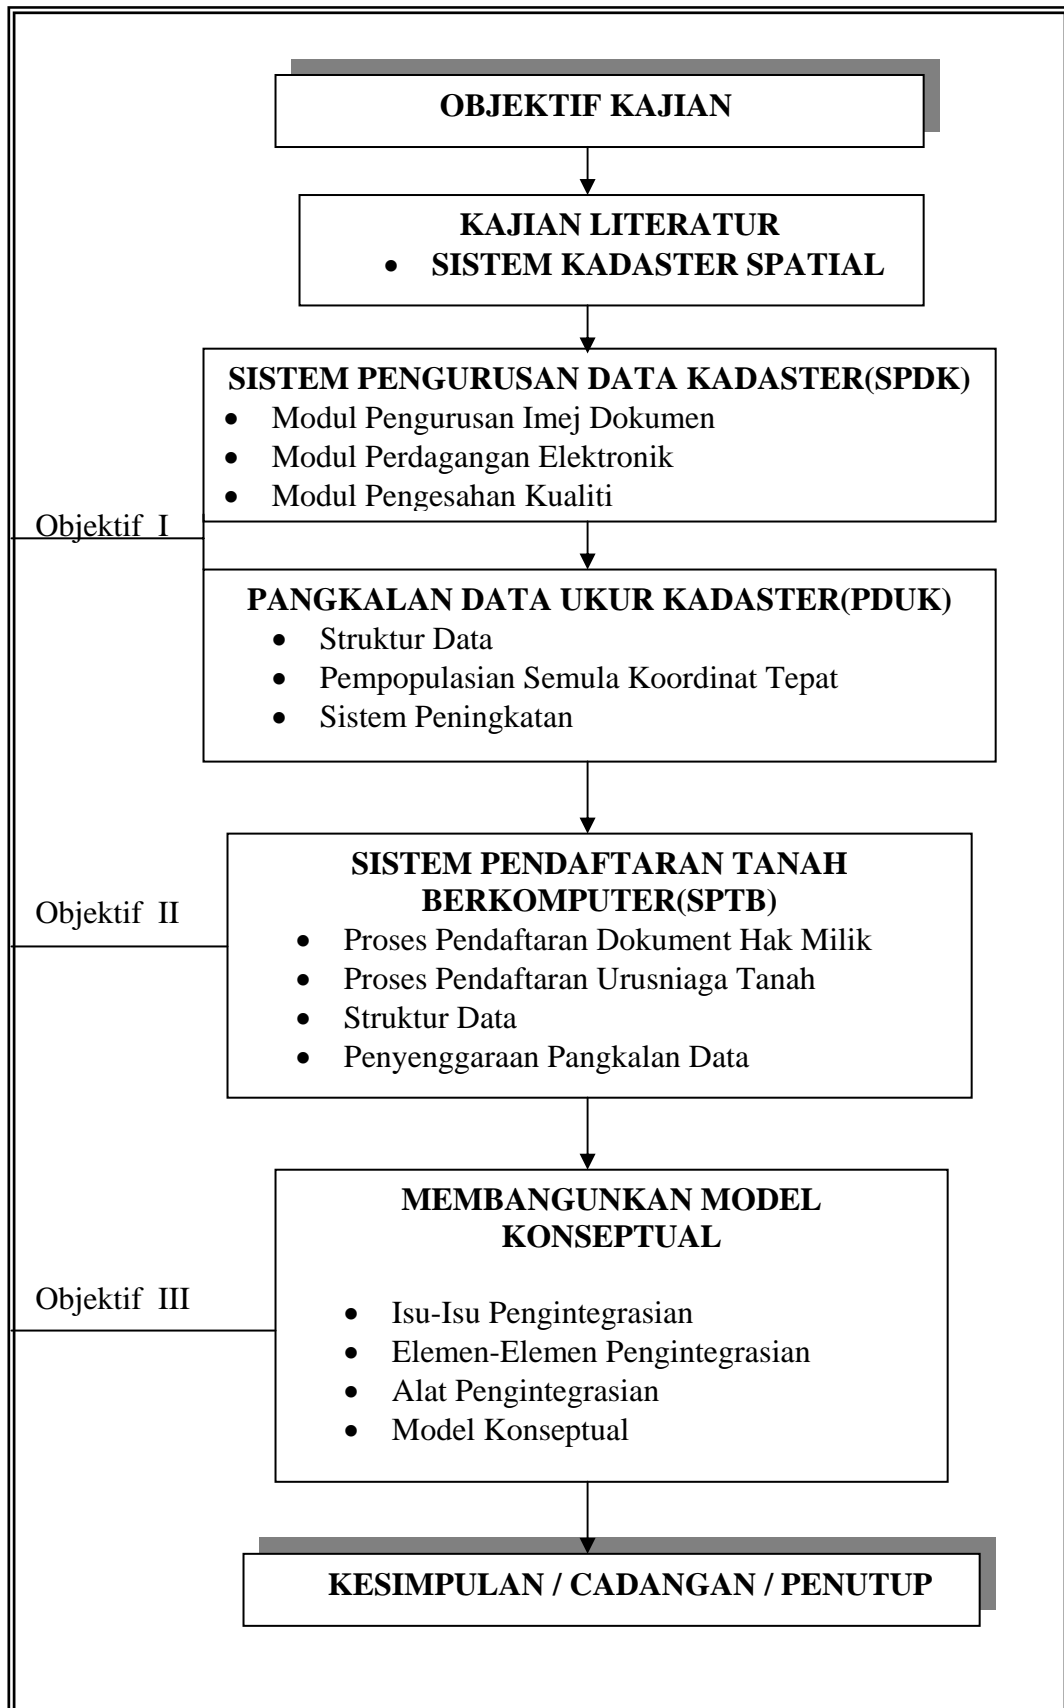 OBJEKTIF KAJIAN
KAJIAN LITERATUR
• SISTEM KADASTER SPATIAL
SISTEM PENGURUSAN DATA KADASTER(SPDK)
• Modul Pengurusan Imej Dokumen
• Modul Perdagangan Elektronik
• Modul Pengesahan Kualiti
Objektif I
PANGKALAN DATA UKUR KADASTER(PDUK)
• Struktur Data
• Pempopulasian Semula Koordinat Tepat
• Sistem Peningkatan
SISTEM PENDAFTARAN TANAH
BERKOMPUTER(SPTB)
Objektif II
• Proses Pendaftaran Dokument Hak Milik
• Proses Pendaftaran Urusniaga Tanah
• Struktur Data
• Penyenggaraan Pangkalan Data
MEMBANGUNKAN MODEL
KONSEPTUAL
Objektif III
• Isu-Isu Pengintegrasian
• Elemen-Elemen Pengintegrasian
• Alat Pengintegrasian
• Model Konseptual
KESIMPULAN / CADANGAN / PENUTUP